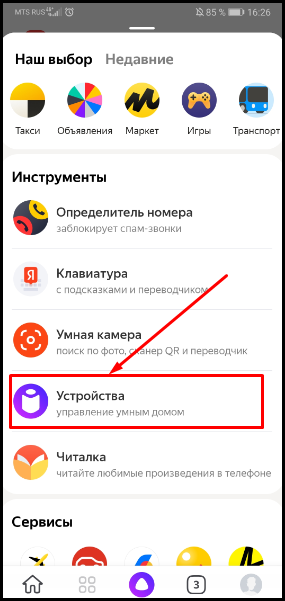 MTS RUS 85 % 16:26
Наш выбор Недавние
Такси Объявления Маркет Игры Транспорт
Инструменты
Определитель номера
заблокирует спам-звонки
Я
Клавиатура
с подсказками и переводчиком
Умная камера
поиск по фото, сканер QR и переводчик
Устройства
управление умным домом
Читалка
читайте любимые произведения в телефоне
Сервисы
3